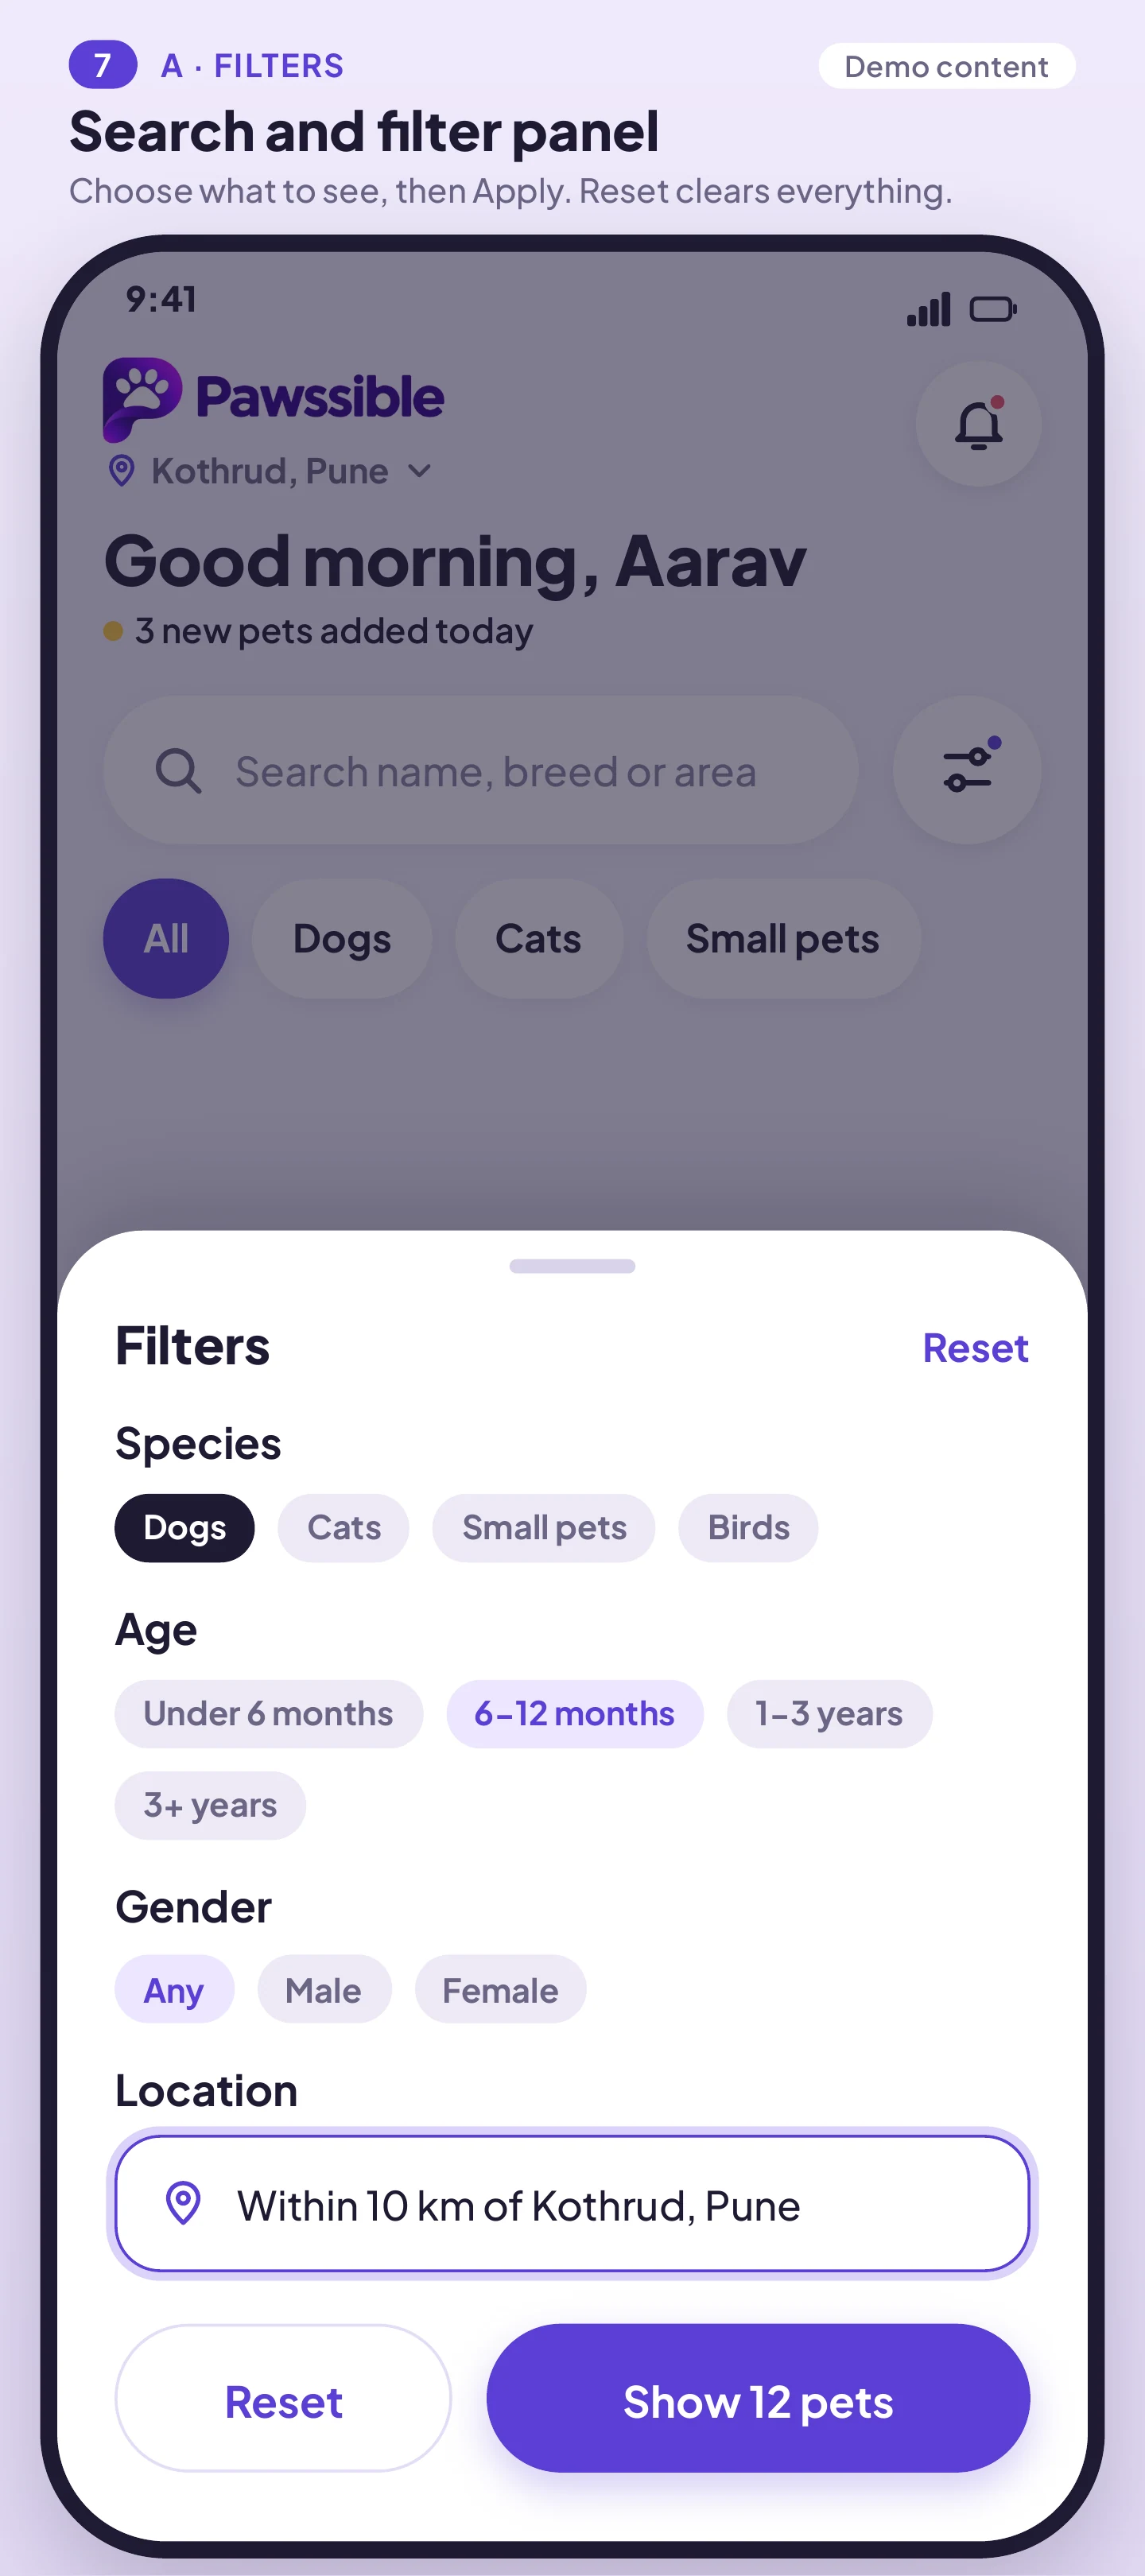 7 A · FILTERS
Demo content
Search and filter panel
Choose what to see, then Apply. Reset clears everything.
9:41
Pawssible
Kothrud, Pune
Good morning, Aarav
3 new pets added today
Search name, breed or area
All Dogs Cats Small pets
Filters Reset
Species
Dogs Cats Small pets Birds
Age
Under 6 months 6–12 months 1–3 years
3+ years
Gender
Any Male Female
Location
Within 10 km of Kothrud, Pune
Reset Show 12 pets